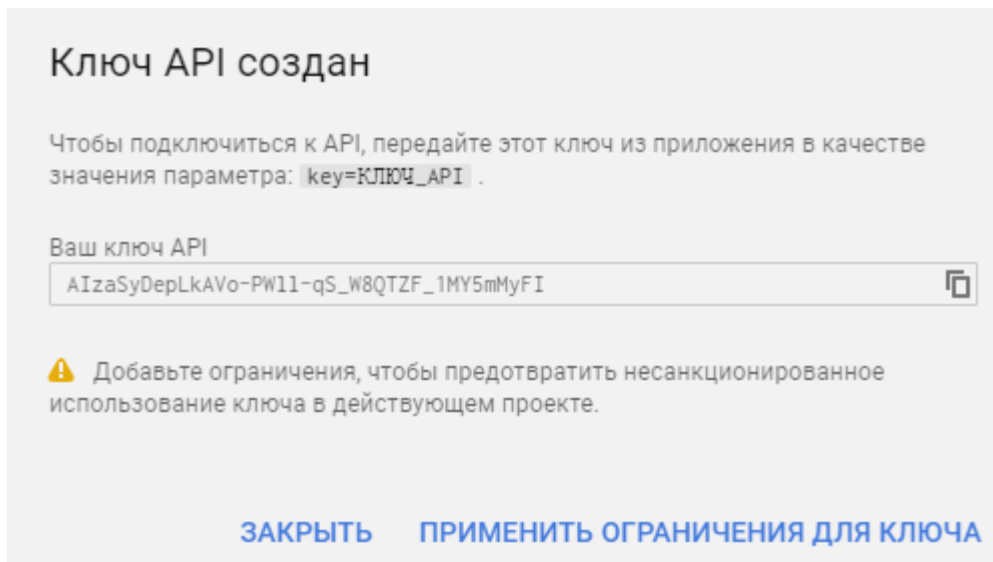 Ключ API создан
Чтобы подключиться к API, передайте этот ключ из приложения в качестве
значения параметра: key=КЛЮЧ_API .
Ваш ключ API
AIzaSyDepLkAVo-PWll-qS_W8QTZF_1MY5mMyFI
Добавьте ограничения, чтобы предотвратить несанкционированное
использование ключа в действующем проекте.
ЗАКРЫТЬ ПРИМЕНИТЬ ОГРАНИЧЕНИЯ ДЛЯ КЛЮЧА